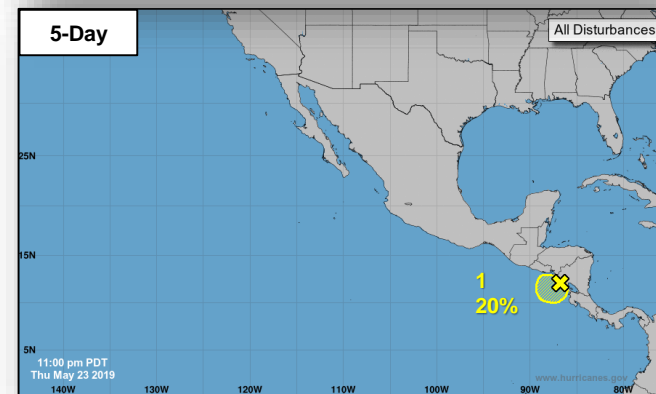 5-Day
All Disturbances
25N
15N
1
20%
5N
11:00 pm PDT
Thu May 23 2019
www.hurricanes.gov
140W 130W 120W 110W 100W 90W 80W